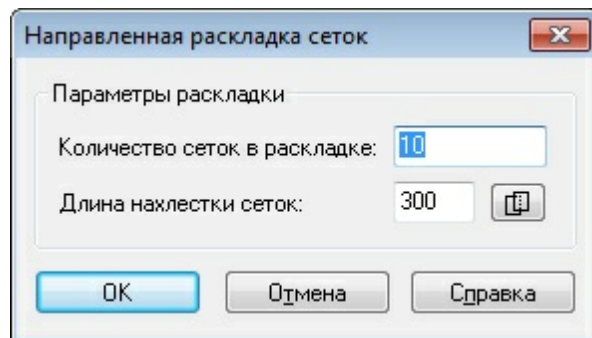 Направленная раскладка сеток
Параметры раскладки
Количество сеток в раскладке: 10
Длина нахлестки сеток: 300
OK Отмена Справка